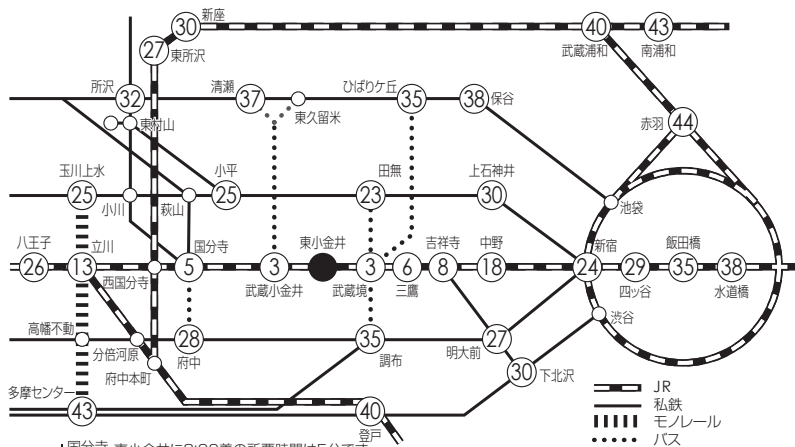 新座
30
27
東所沢
40
武蔵浦和
43
南浦和
所沢
32
清瀬
37
東久留米
ひばりケ丘
35
38
保谷
東村山
赤羽
44
玉川上水
25
小川
萩山
小平
25
田無
23
上石神井
30
池袋
八王子
26
立川
13
西国分寺
国分寺
5
3
武蔵小金井
東小金井
3
武蔵境
6
三鷹
吉祥寺
8
中野
18
新宿
24
29
四ッ谷
飯田橋
35
38
水道橋
高幡不動
分倍河原
府中本町
28
府中
35
調布
27
明大前
渋谷
30
下北沢
多摩センター
43
40
登戸
JR
私鉄
モノレール
バス